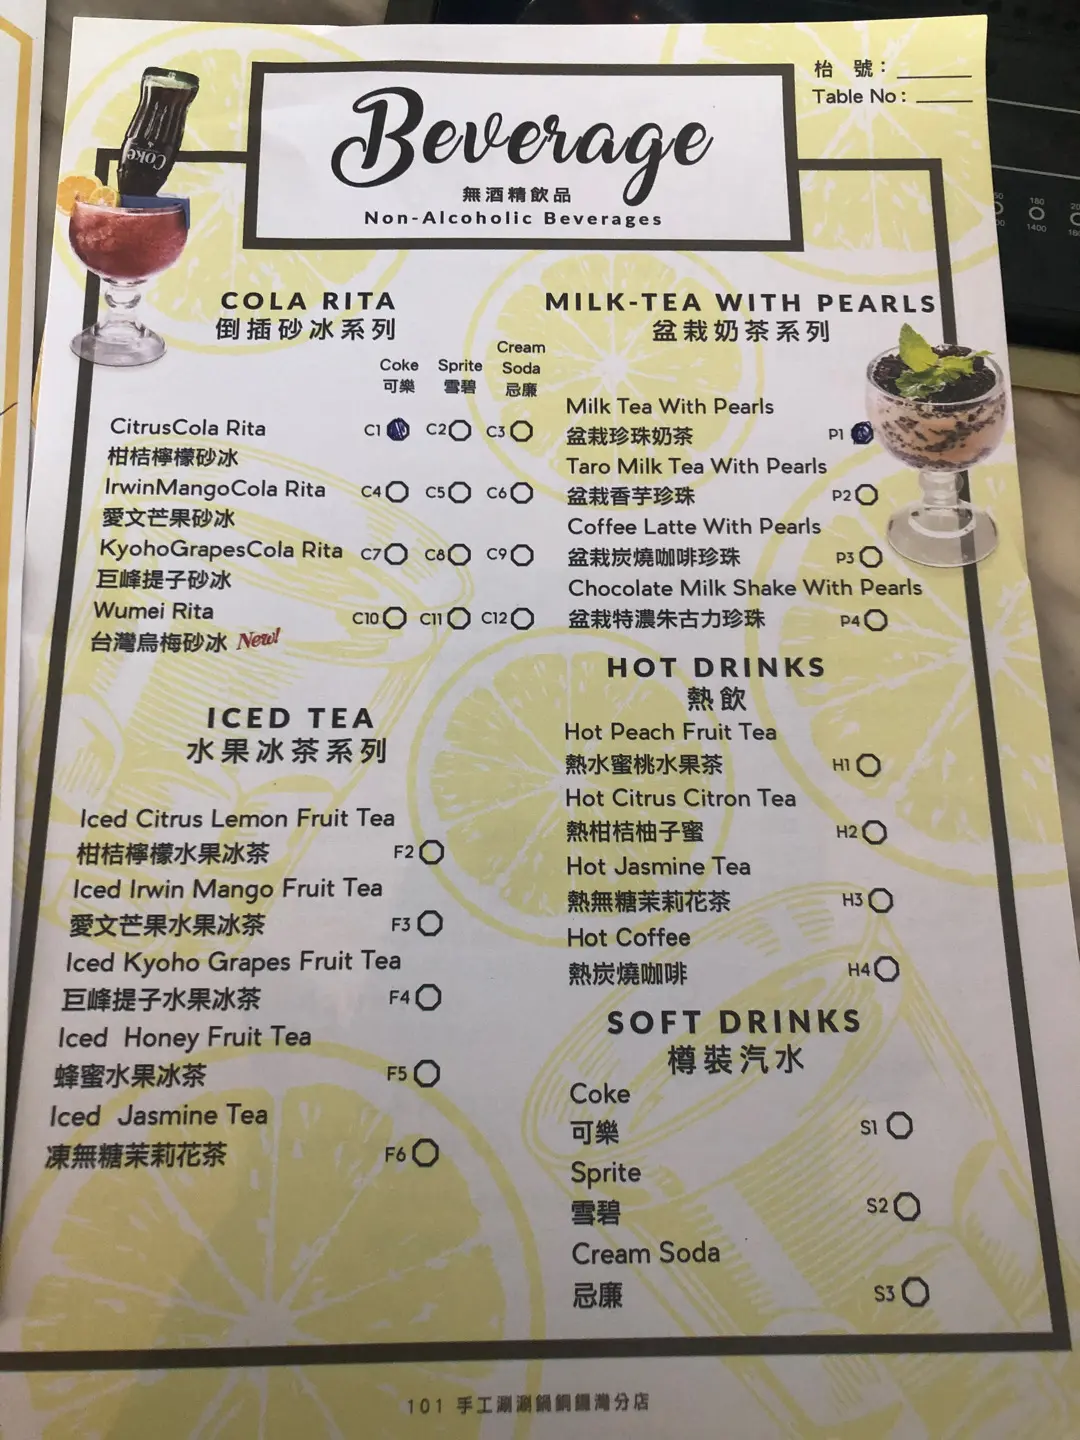 枱 號：
Table No：
Beverage
無酒精飲品
Non-Alcoholic Beverages
Coke
COLA RITA
倒插砂冰系列
Coke Sprite Cream Soda
可樂 雪碧 忌廉
CitrusCola Rita C1 C2 C3
柑桔檸檬砂冰
IrwinMangoCola Rita C4 C5 C6
愛文芒果砂冰
KyohoGrapesCola Rita C7 C8 C9
巨峰提子砂冰
Wumei Rita C10 C11 C12
台灣烏梅砂冰 New!
ICED TEA
水果冰茶系列
Iced Citrus Lemon Fruit Tea
柑桔檸檬水果冰茶 F2
Iced Irwin Mango Fruit Tea
愛文芒果水果冰茶 F3
Iced Kyoho Grapes Fruit Tea
巨峰提子水果冰茶 F4
Iced Honey Fruit Tea
蜂蜜水果冰茶 F5
Iced Jasmine Tea
凍無糖茉莉花茶 F6
MILK-TEA WITH PEARLS
盆栽奶茶系列
Milk Tea With Pearls
盆栽珍珠奶茶 P1
Taro Milk Tea With Pearls
盆栽香芋珍珠 P2
Coffee Latte With Pearls
盆栽炭燒咖啡珍珠 P3
Chocolate Milk Shake With Pearls
盆栽特濃朱古力珍珠 P4
HOT DRINKS
熱飲
Hot Peach Fruit Tea
熱水蜜桃水果茶 H1
Hot Citrus Citron Tea
熱柑桔柚子蜜 H2
Hot Jasmine Tea
熱無糖茉莉花茶 H3
Hot Coffee
熱炭燒咖啡 H4
SOFT DRINKS
樽裝汽水
Coke
可樂 S1
Sprite
雪碧 S2
Cream Soda
忌廉 S3
101 手工涮涮鍋銅鑼灣分店
180
1400